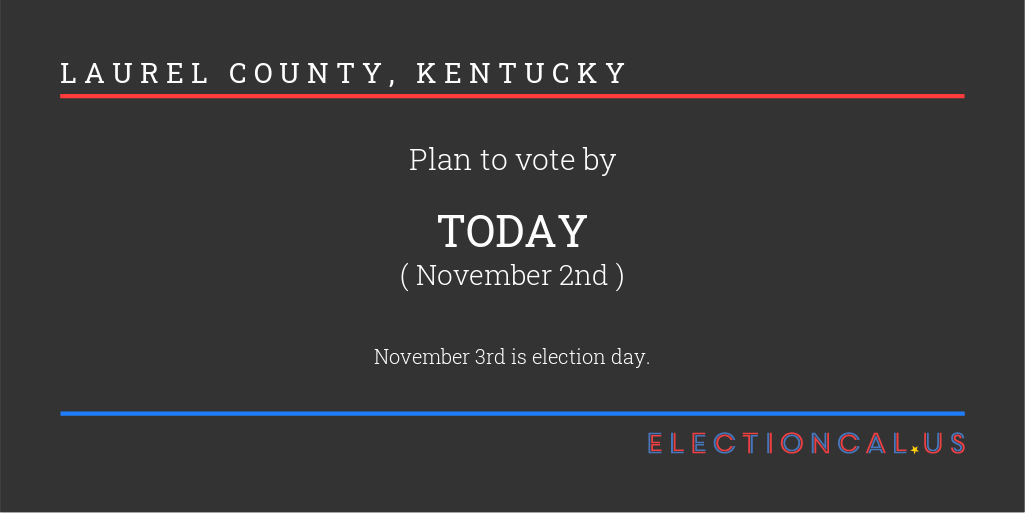 LAUREL COUNTY, KENTUCKY
Plan to vote by
TODAY
( November 2nd )
November 3rd is election day.
ELECTIONCAL.US